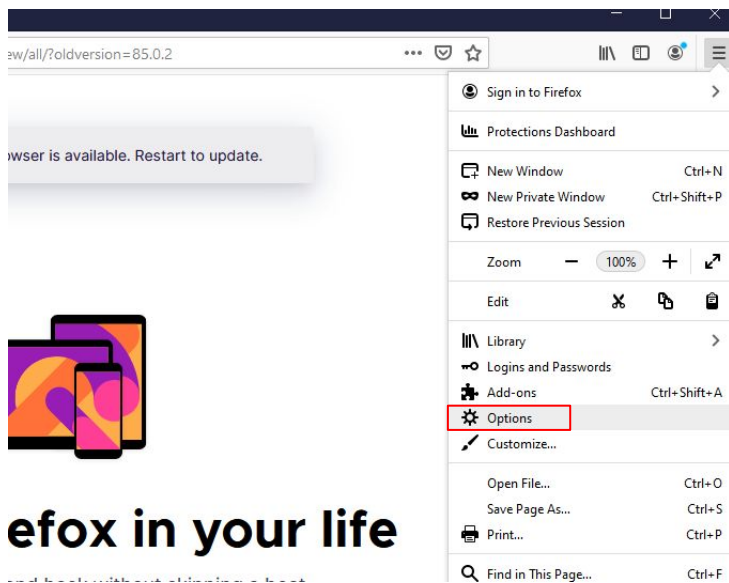 ew/all/?oldversion=85.0.2
Sign in to Firefox
Protections Dashboard
owser is available. Restart to update.
New Window Ctrl+N
New Private Window Ctrl+Shift+P
Restore Previous Session
Zoom 100%
Edit
Library
Logins and Passwords
Add-ons Ctrl+Shift+A
Options
Customize...
Open File... Ctrl+O
Save Page As... Ctrl+S
Print... Ctrl+P
efox in your life
Find in This Page... Ctrl+F